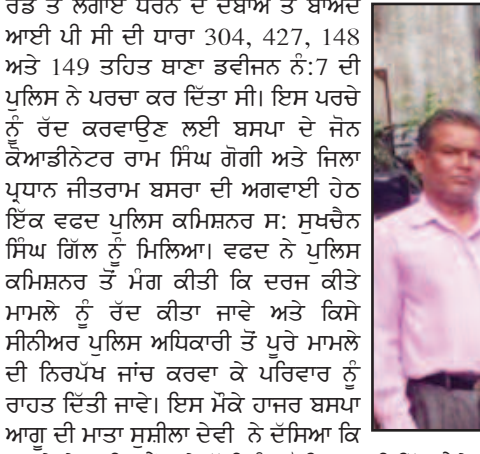 ਰੋਡ ਤੇ ਲਗਾਏ ਧਰਨੇ ਦੇ ਦਬਾਅ ਤੋਂ ਬਾਅਦ
ਆਈ ਪੀ ਸੀ ਦੀ ਧਾਰਾ 304, 427, 148
ਅਤੇ 149 ਤਹਿਤ ਥਾਣਾ ਡਵੀਜਨ ਨੰ:7 ਦੀ
ਪੁਲਿਸ ਨੇ ਪਰਚਾ ਕਰ ਦਿੱਤਾ ਸੀ। ਇਸ ਪਰਚੇ
ਨੂੰ ਰੱਦ ਕਰਵਾਉਣ ਲਈ ਬਸਪਾ ਦੇ ਜੋਨ
ਕੋਆਡੀਨੇਟਰ ਰਾਮ ਸਿੰਘ ਗੋਗੀ ਅਤੇ ਜਿਲਾ
ਪ੍ਰਧਾਨ ਜੀਤਰਾਮ ਬਸਰਾ ਦੀ ਅਗਵਾਈ ਹੇਠ
ਇੱਕ ਵਫਦ ਪੁਲਿਸ ਕਮਿਸ਼ਨਰ ਸ: ਸੁਖਚੈਨ
ਸਿੰਘ ਗਿੱਲ ਨੂੰ ਮਿਲਿਆ। ਵਫਦ ਨੇ ਪੁਲਿਸ
ਕਮਿਸ਼ਨਰ ਤੋਂ ਮੰਗ ਕੀਤੀ ਕਿ ਦਰਜ ਕੀਤੇ
ਮਾਮਲੇ ਨੂੰ ਰੱਦ ਕੀਤਾ ਜਾਵੇ ਅਤੇ ਕਿਸੇ
ਸੀਨੀਅਰ ਪੁਲਿਸ ਅਧਿਕਾਰੀ ਤੋਂ ਪੂਰੇ ਮਾਮਲੇ
ਦੀ ਨਿਰਪੱਖ ਜਾਂਚ ਕਰਵਾ ਕੇ ਪਰਿਵਾਰ ਨੂੰ
ਰਾਹਤ ਦਿੱਤੀ ਜਾਵੇ। ਇਸ ਮੌਕੇ ਹਾਜਰ ਬਸਪਾ
ਆਗੂ ਦੀ ਮਾਤਾ ਸੁਸ਼ੀਲਾ ਦੇਵੀ ਨੇ ਦੱਸਿਆ ਕਿ